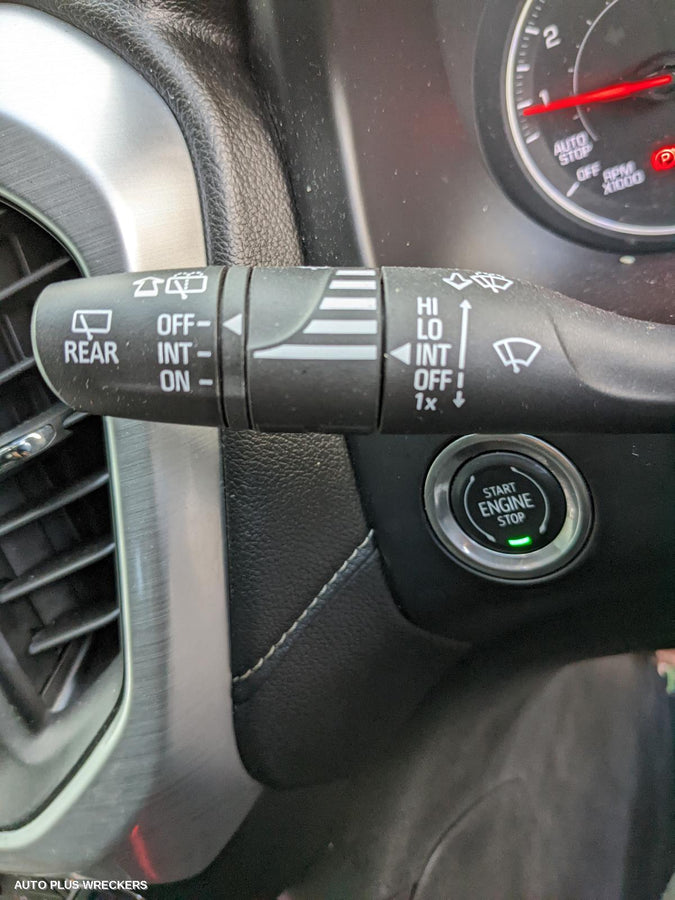 2
1
AUTO
STOP
OFF
RPM
X1000
P
REAR
OFF
INT
ON
HI
LO
INT
OFF
1x
START
ENGINE
STOP
AUTO PLUS WRECKERS